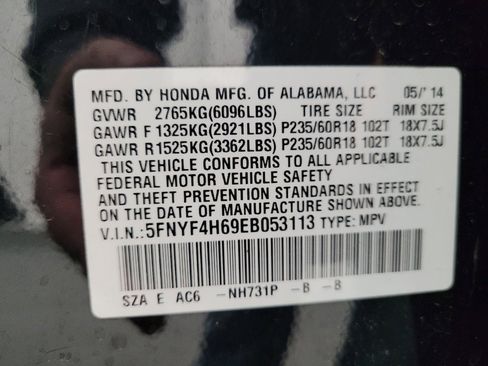 MFD. BY HONDA MFG. OF ALABAMA, LLC 05/'14
GVWR 2765KG(6096LBS) TIRE SIZE RIM SIZE
GAWR F 1325KG(2921LBS) P235/60R18 102T 18X7.5J
GAWR R 1525KG(3362LBS) P235/60R18 102T 18X7.5J
THIS VEHICLE CONFORMS TO ALL APPLICABLE
FEDERAL MOTOR VEHICLE SAFETY
AND THEFT PREVENTION STANDARDS IN EFFECT
ON THE DATE OF MANUFACTURE SHOWN ABOVE.
V.I.N.:5FNYF4H69EB053113 TYPE: MPV
SZA E AC6 -NH731P -B -8